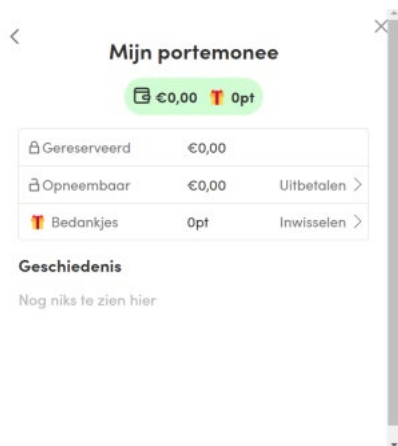 Mijn portemonee
€0,00 0pt
Gereserveerd €0,00
Opneembaar €0,00 Uitbetalen
Bedankjes 0pt Inwisselen
Geschiedenis
Nog niks te zien hier